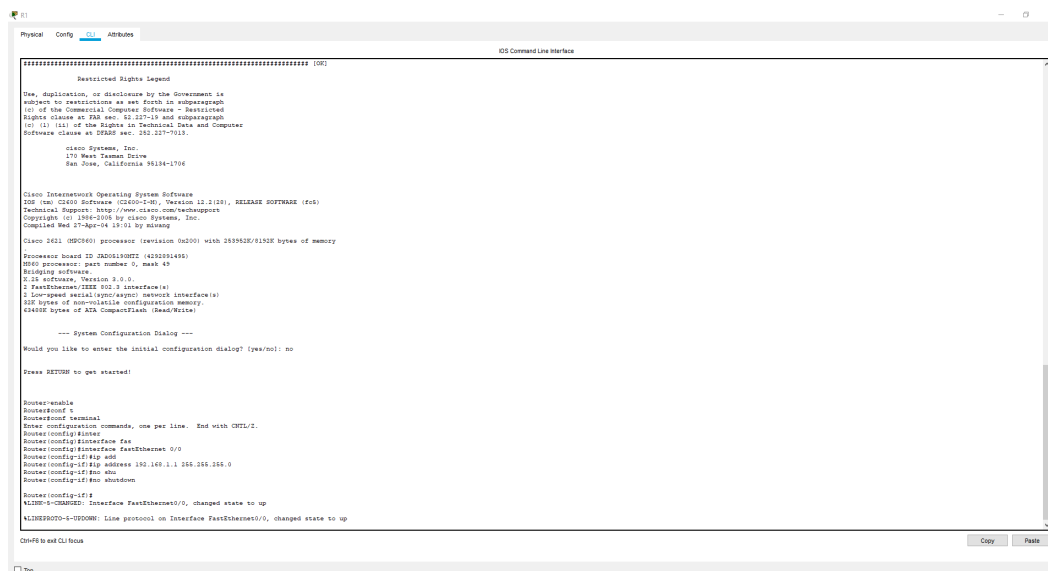 R1
Physical Config CLI Attributes
IOS Command Line Interface
########################################################################### [OK]
Restricted Rights Legend
Use, duplication, or disclosure by the Government is
subject to restrictions as set forth in subparagraph
(c) of the Commercial Computer Software - Restricted
Rights clause at FAR sec. 52.227-19 and subparagraph
(c) (1) (ii) of the Rights in Technical Data and Computer
Software clause at DFARS sec. 252.227-7013.
cisco Systems, Inc.
170 West Tasman Drive
San Jose, California 95134-1706
Cisco Internetwork Operating System Software
IOS (tm) C2600 Software (C2600-I-M), Version 12.2(28), RELEASE SOFTWARE (fc5)
Technical Support: http://www.cisco.com/techsupport
Copyright (c) 1986-2005 by cisco Systems, Inc.
Compiled Wed 27-Apr-04 19:01 by miwang
Cisco 2621 (MPC860) processor (revision 0x200) with 253952K/8192K bytes of memory
.
Processor board ID JAD05190MTZ (4292891495)
M860 processor: part number 0, mask 49
Bridging software.
X.25 software, Version 3.0.0.
2 FastEthernet/IEEE 802.3 interface(s)
2 Low-speed serial(sync/async) network interface(s)
32K bytes of non-volatile configuration memory.
63488K bytes of ATA CompactFlash (Read/Write)
--- System Configuration Dialog ---
Would you like to enter the initial configuration dialog? [yes/no]: no
Press RETURN to get started!
Router>enable
Router#conf t
Router#conf terminal
Enter configuration commands, one per line. End with CNTL/Z.
Router(config)#inter
Router(config)#interface fas
Router(config)#interface fastEthernet 0/0
Router(config-if)#ip add
Router(config-if)#ip address 192.168.1.1 255.255.255.0
Router(config-if)#no shu
Router(config-if)#no shutdown
Router(config-if)#
%LINK-5-CHANGED: Interface FastEthernet0/0, changed state to up
%LINEPROTO-5-UPDOWN: Line protocol on Interface FastEthernet0/0, changed state to up
Ctrl+F6 to exit CLI focus
Copy Paste
Top